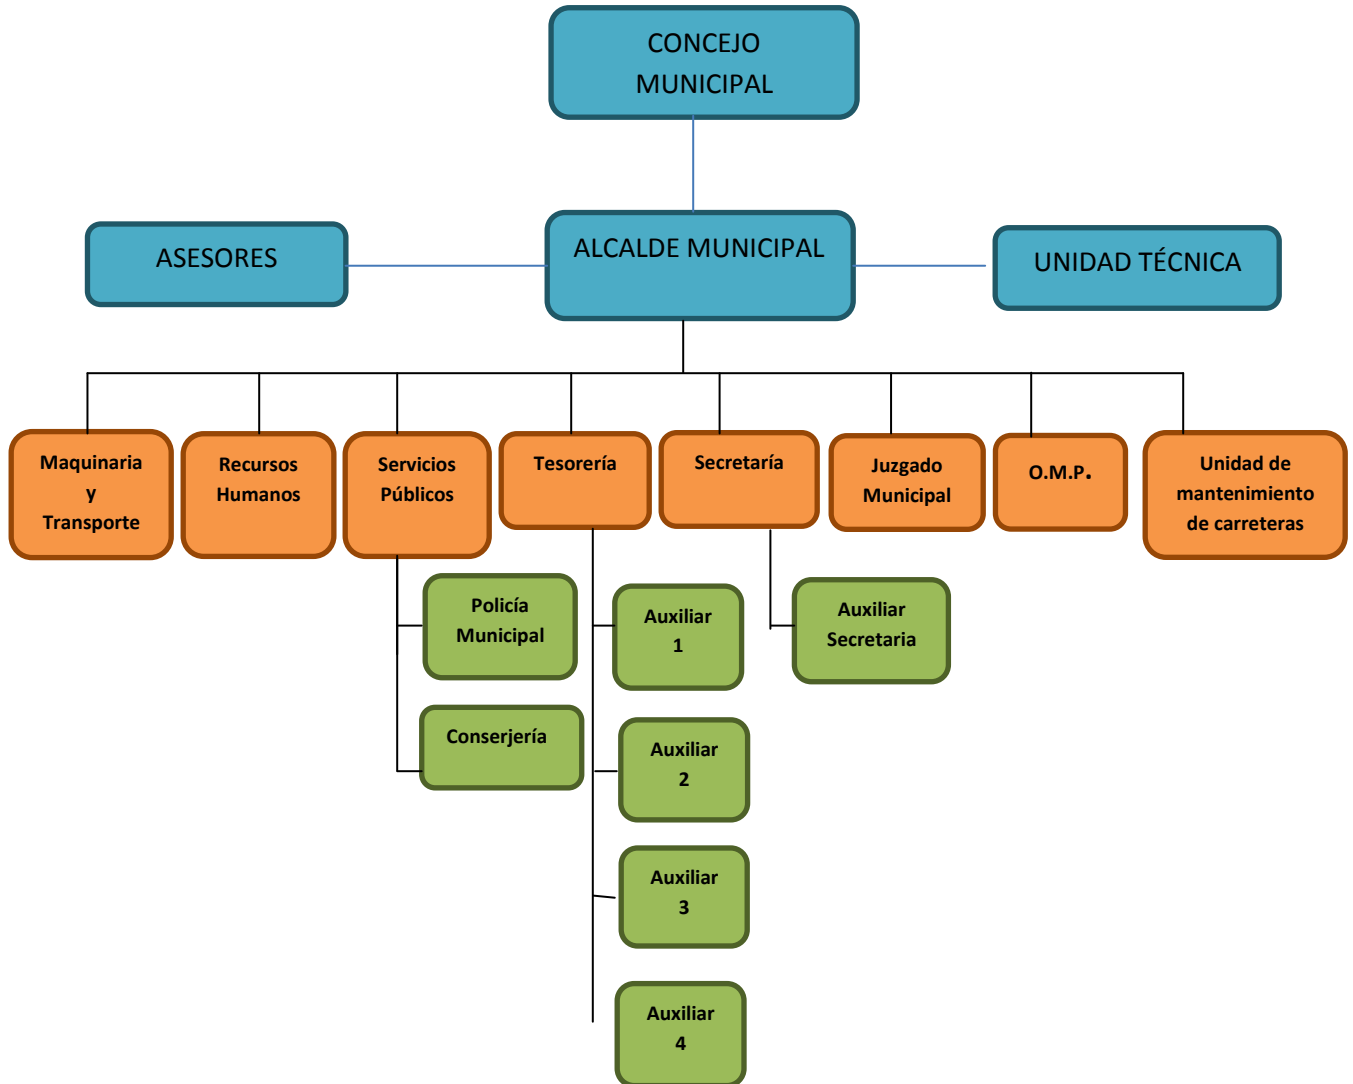 CONCEJO
MUNICIPAL
ASESORES
ALCALDE MUNICIPAL
UNIDAD TÉCNICA
Maquinaria
y
Transporte
Recursos
Humanos
Servicios
Públicos
Tesorería
Secretaría
Juzgado
Municipal
O.M.P.
Unidad de
mantenimiento
de carreteras
Policía
Municipal
Conserjería
Auxiliar
1
Auxiliar
2
Auxiliar
3
Auxiliar
4
Auxiliar
Secretaria